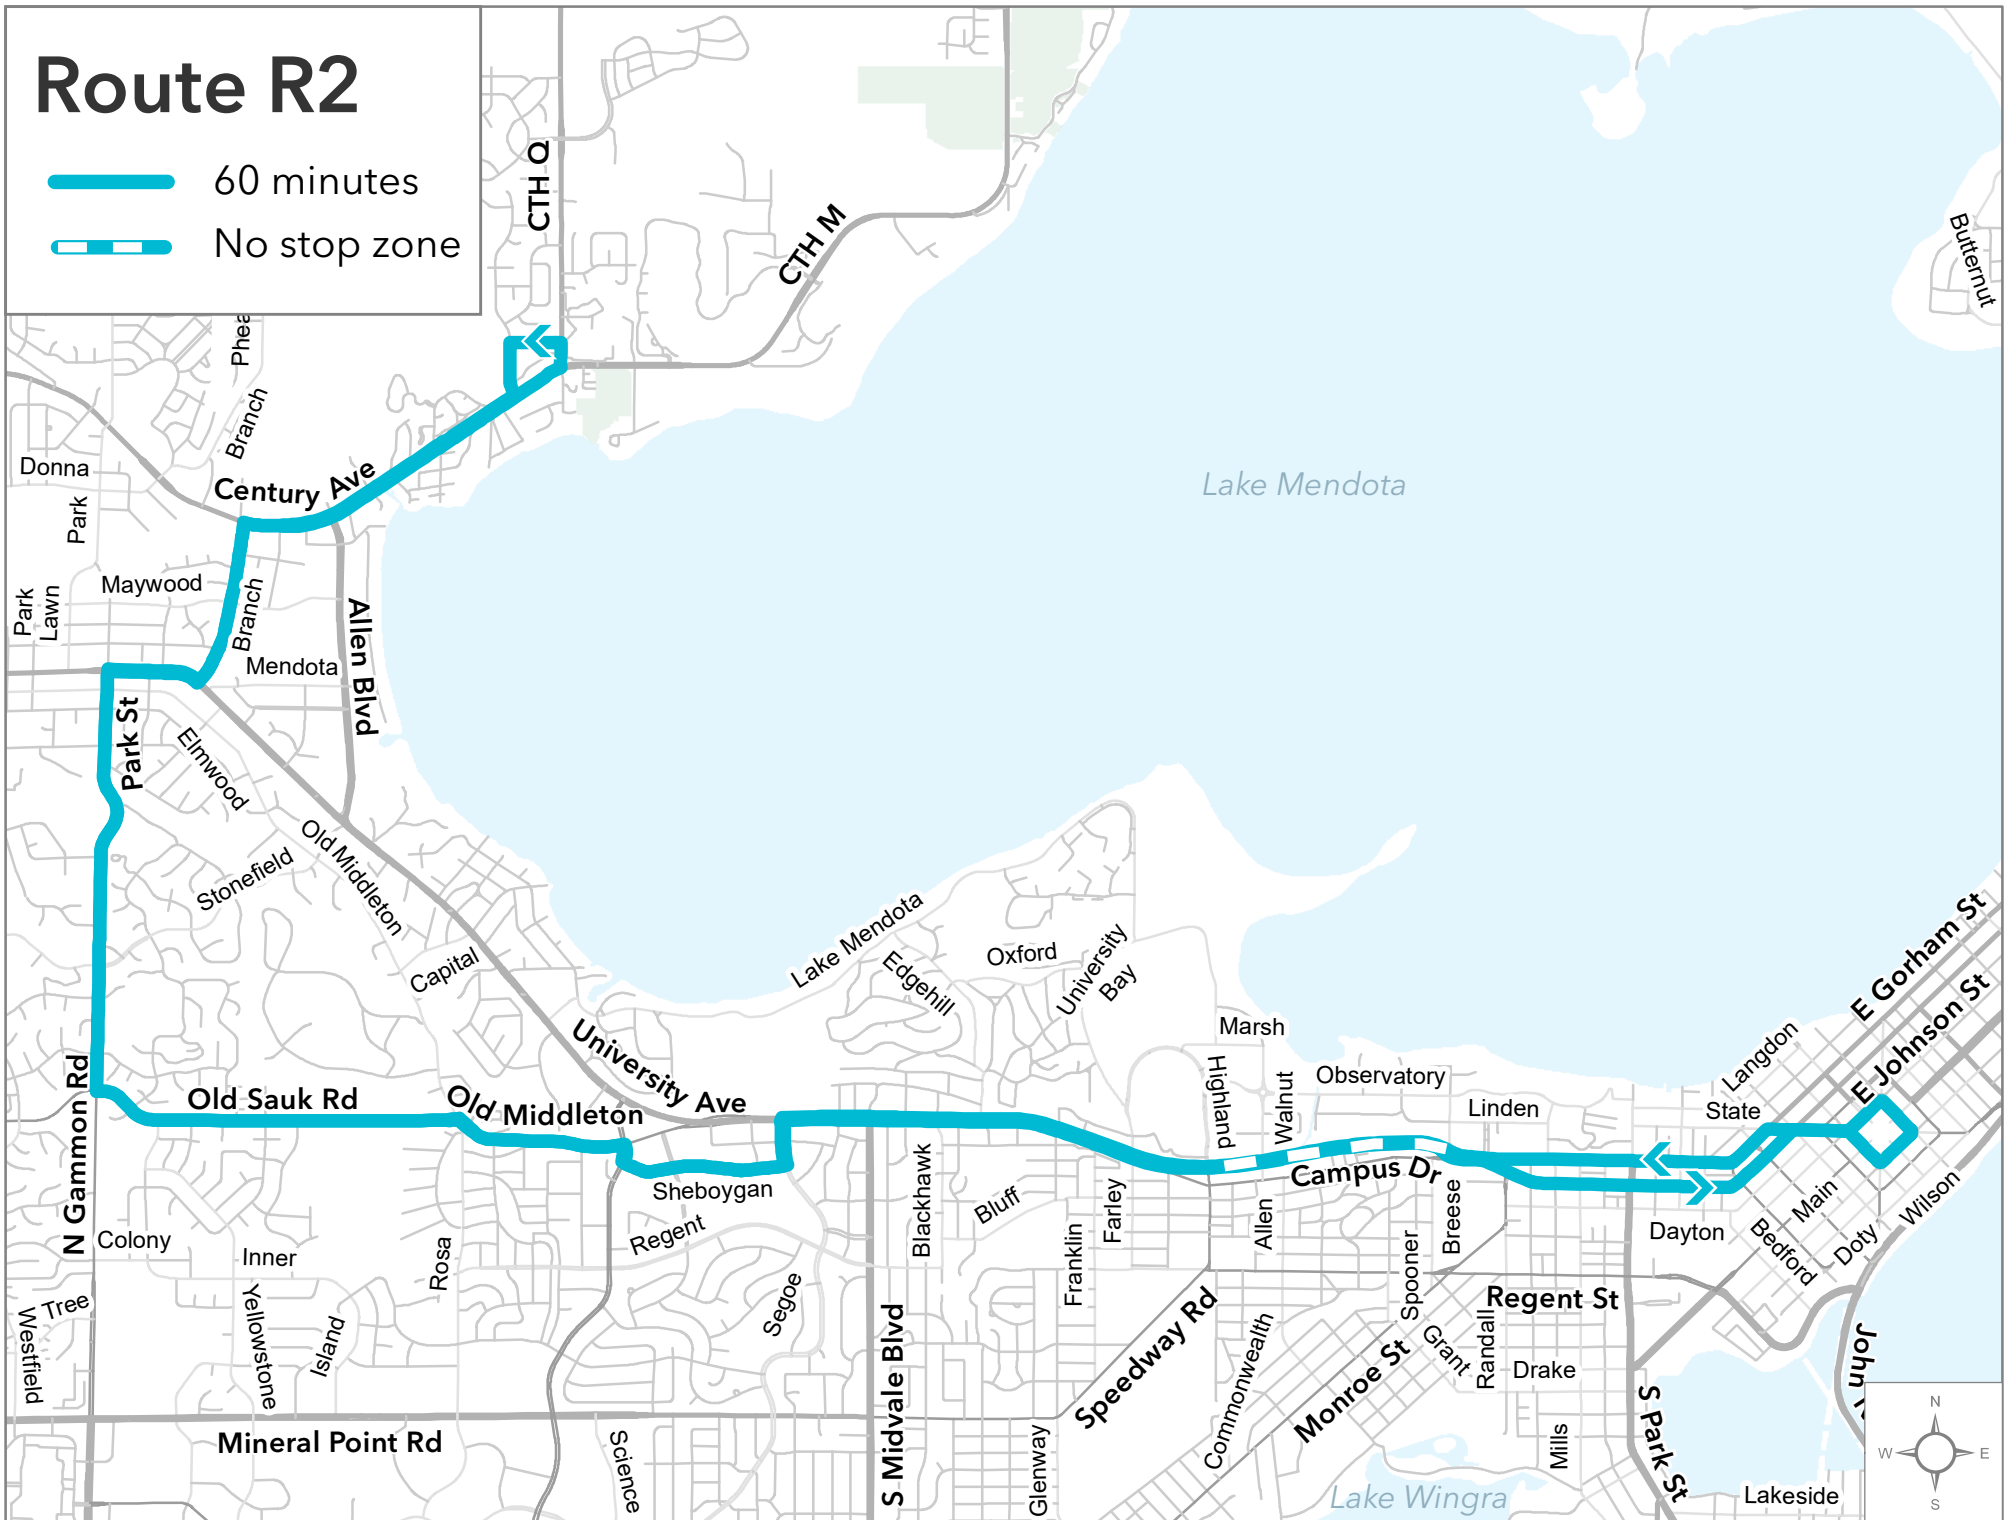 Route R2
60 minutes
No stop zone
CTH Q
CTH M
Butternut
Phea
Branch
Donna
Century Ave
Park
Lake Mendota
Maywood
Park
Lawn
Branch
Allen Blvd
Mendota
Park St
Elmwood
Old Middleton
Stonefield
Capital
Lake Mendota
Edgehill
Oxford
University
Bay
E Gorham St
E Johnson St
University Ave
Marsh
Langdon
Highland
Walnut
Observatory
Linden
State
N Gammon Rd
Old Sauk Rd
Old Middleton
Sheboygan
Campus Dr
Blackhawk
Bluff
Farley
Franklin
Allen
Spooner
Breese
Dayton
Bedford
Main
Doty
Wilson
Colony
Inner
Rosa
Regent
Segoe
Tree
Westfield
Yellowstone
Island
S Midvale Blvd
Speedway Rd
Commonwealth
Monroe St
Grant
Randall
Regent St
Drake
Mills
S Park St
John
Mineral Point Rd
Science
Glenway
Lake Wingra
Lakeside
N
W
E
S